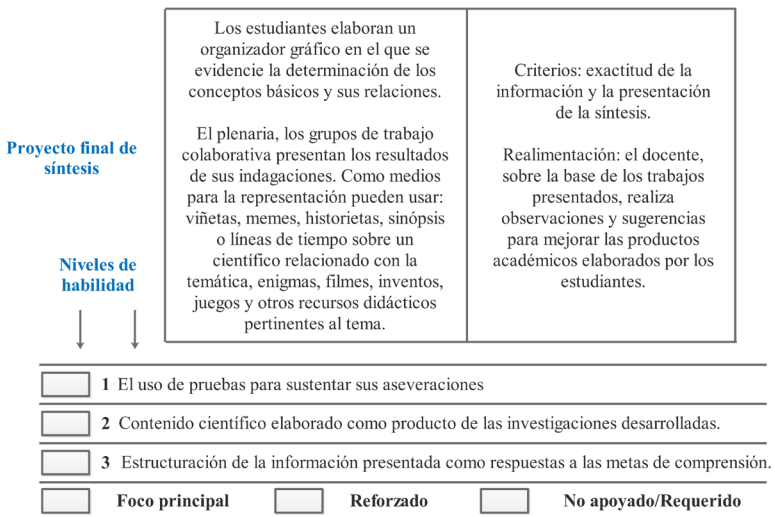 Proyecto final de
síntesis
Los estudiantes elaboran un
organizador gráfico en el que se
evidencie la determinación de los
conceptos básicos y sus relaciones.
El plenaria, los grupos de trabajo
colaborativa presentan los resultados
de sus indagaciones. Como medios
para la representación pueden usar:
viñetas, memes, historietas, sinópsis
o líneas de tiempo sobre un
científico relacionado con la
temática, enigmas, filmes, inventos,
juegos y otros recursos didácticos
pertinentes al tema.
Criterios: exactitud de la
información y la presentación
de la síntesis.
Realimentación: el docente,
sobre la base de los trabajos
presentados, realiza
observaciones y sugerencias
para mejorar las productos
académicos elaborados por los
estudiantes.
Niveles de
habilidad
1 El uso de pruebas para sustentar sus aseveraciones
2 Contenido científico elaborado como producto de las investigaciones desarrolladas.
3 Estructuración de la información presentada como respuestas a las metas de comprensión.
Foco principal Reforzado No apoyado/Requerido